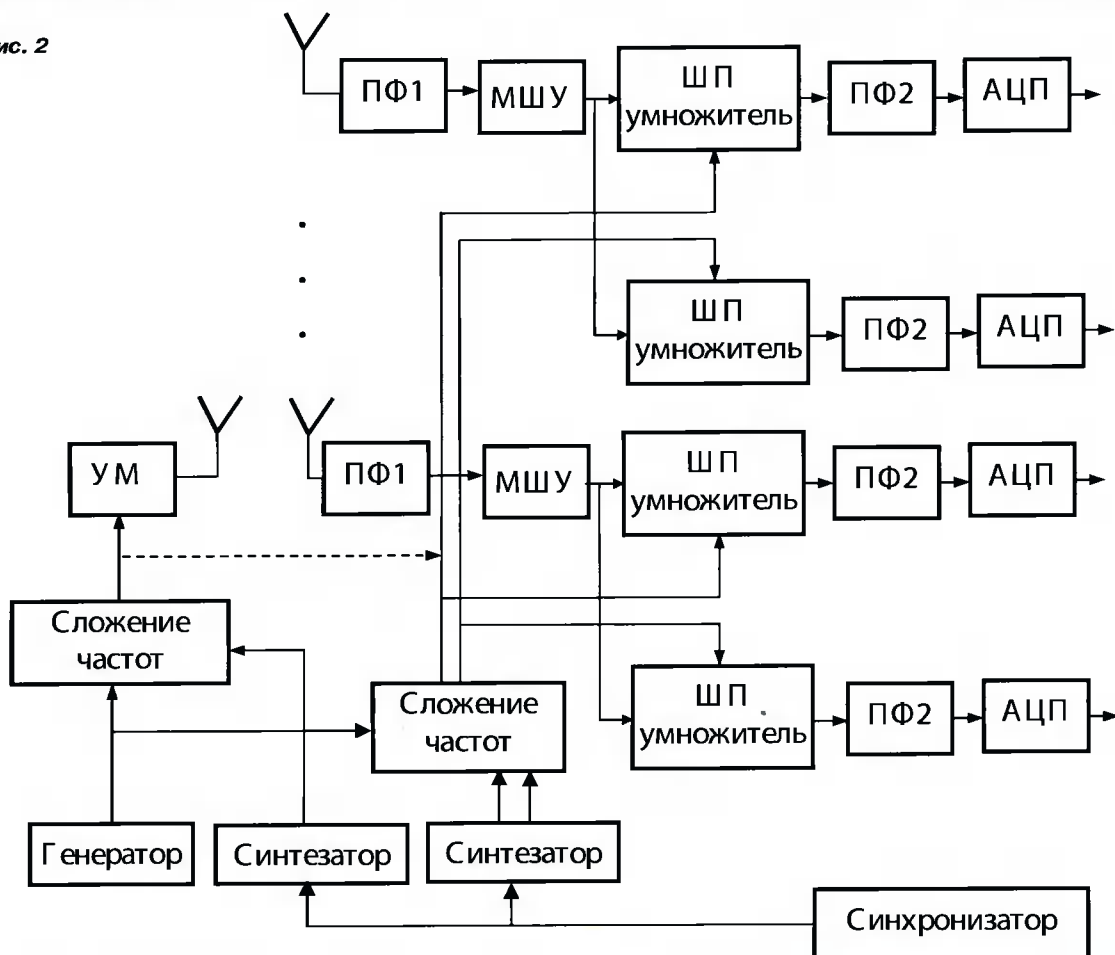 ис. 2
ПФ1
МШУ
ШП
умножитель
ПФ2
АЦП
ШП
умножитель
ПФ2
АЦП
УМ
ПФ1
МШУ
ШП
умножитель
ПФ2
АЦП
Сложение
частот
Сложение
частот
ШП
умножитель
ПФ2
АЦП
Генератор
Синтезатор
Синтезатор
Синхронизатор